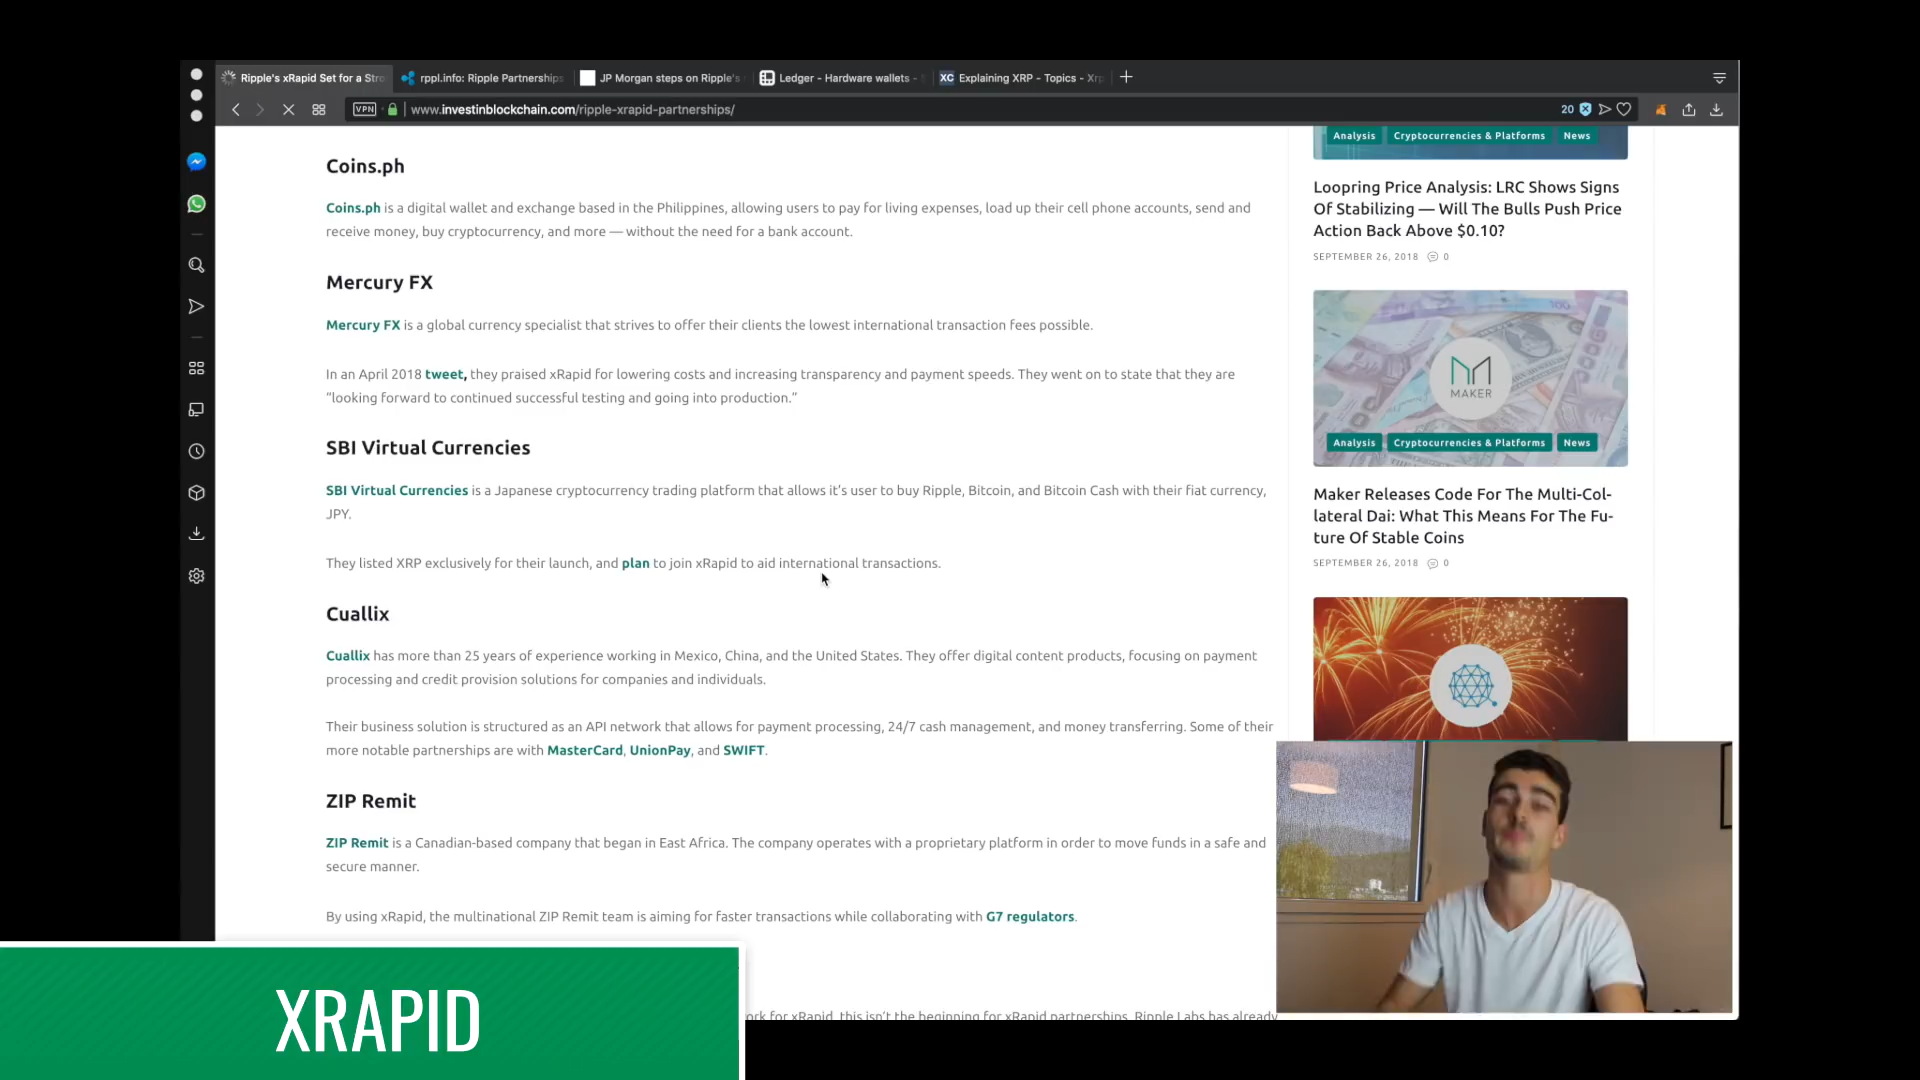 Ripple's xRapid Set for a Stro
rppl.info: Ripple Partnerships
JP Morgan steps on Ripple's
Ledger - Hardware wallets -
XC Explaining XRP - Topics - Xrp
VPN www.investinblockchain.com/ripple-xrapid-partnerships/
20
Coins.ph
Coins.ph is a digital wallet and exchange based in the Philippines, allowing users to pay for living expenses, load up their cell phone accounts, send and
receive money, buy cryptocurrency, and more — without the need for a bank account.
Mercury FX
Mercury FX is a global currency specialist that strives to offer their clients the lowest international transaction fees possible.
In an April 2018 tweet, they praised xRapid for lowering costs and increasing transparency and payment speeds. They went on to state that they are
“looking forward to continued successful testing and going into production.”
SBI Virtual Currencies
SBI Virtual Currencies is a Japanese cryptocurrency trading platform that allows it’s user to buy Ripple, Bitcoin, and Bitcoin Cash with their fiat currency,
JPY.
They listed XRP exclusively for their launch, and plan to join xRapid to aid international transactions.
Cuallix
Cuallix has more than 25 years of experience working in Mexico, China, and the United States. They offer digital content products, focusing on payment
processing and credit provision solutions for companies and individuals.
Their business solution is structured as an API network that allows for payment processing, 24/7 cash management, and money transferring. Some of their
more notable partnerships are with MasterCard, UnionPay, and SWIFT.
ZIP Remit
ZIP Remit is a Canadian-based company that began in East Africa. The company operates with a proprietary platform in order to move funds in a safe and
secure manner.
By using xRapid, the multinational ZIP Remit team is aiming for faster transactions while collaborating with G7 regulators.
for xRapid, this isn’t the beginning for xRapid partnerships. Ripple Labs has already
Analysis Cryptocurrencies & Platforms News
Loopring Price Analysis: LRC Shows Signs
Of Stabilizing — Will The Bulls Push Price
Action Back Above $0.10?
SEPTEMBER 26, 2018 0
MAKER
Analysis Cryptocurrencies & Platforms News
Maker Releases Code For The Multi-Col-
lateral Dai: What This Means For The Fu-
ture Of Stable Coins
SEPTEMBER 26, 2018 0
XRAPID